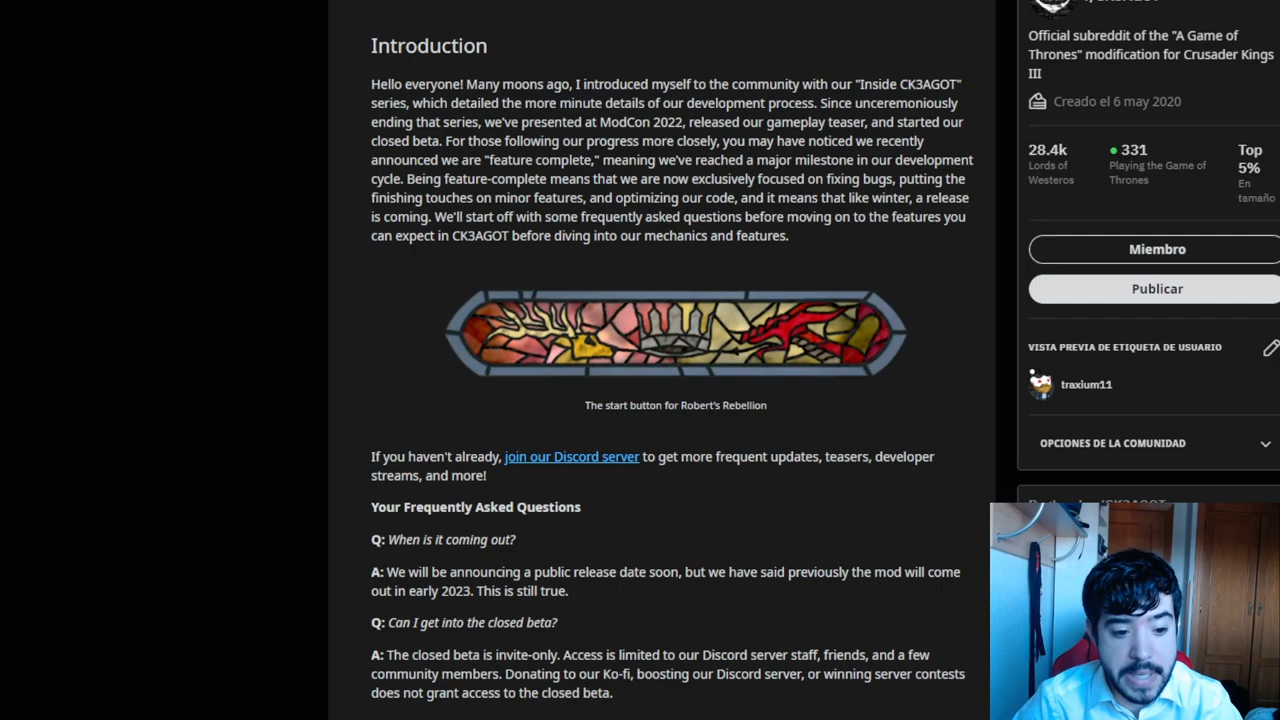 Introduction
Hello everyone! Many moons ago, I introduced myself to the community with our "Inside CK3AGOT"
series, which detailed the more minute details of our development process. Since unceremoniously
ending that series, we've presented at ModCon 2022, released our gameplay teaser, and started our
closed beta. For those following our progress more closely, you may have noticed we recently
announced we are "feature complete," meaning we've reached a major milestone in our development
cycle. Being feature-complete means that we are now exclusively focused on fixing bugs, putting the
finishing touches on minor features, and optimizing our code, and it means that like winter, a release
is coming. We'll start off with some frequently asked questions before moving on to the features you
can expect in CK3AGOT before diving into our mechanics and features.
The start button for Robert's Rebellion
If you haven't already, join our Discord server to get more frequent updates, teasers, developer
streams, and more!
Your Frequently Asked Questions
Q: When is it coming out?
A: We will be announcing a public release date soon, but we have said previously the mod will come
out in early 2023. This is still true.
Q: Can I get into the closed beta?
A: The closed beta is invite-only. Access is limited to our Discord server staff, friends, and a few
community members. Donating to our Ko-fi, boosting our Discord server, or winning server contests
does not grant access to the closed beta.
Official subreddit of the "A Game of
Thrones" modification for Crusader Kings
III
Creado el 6 may 2020
28.4k
Lords of
Westeros
331
Playing the Game of
Thrones
Top
5%
En
tamaño
Miembro
Publicar
VISTA PREVIA DE ETIQUETA DE USUARIO
traxium11
OPCIONES DE LA COMUNIDAD